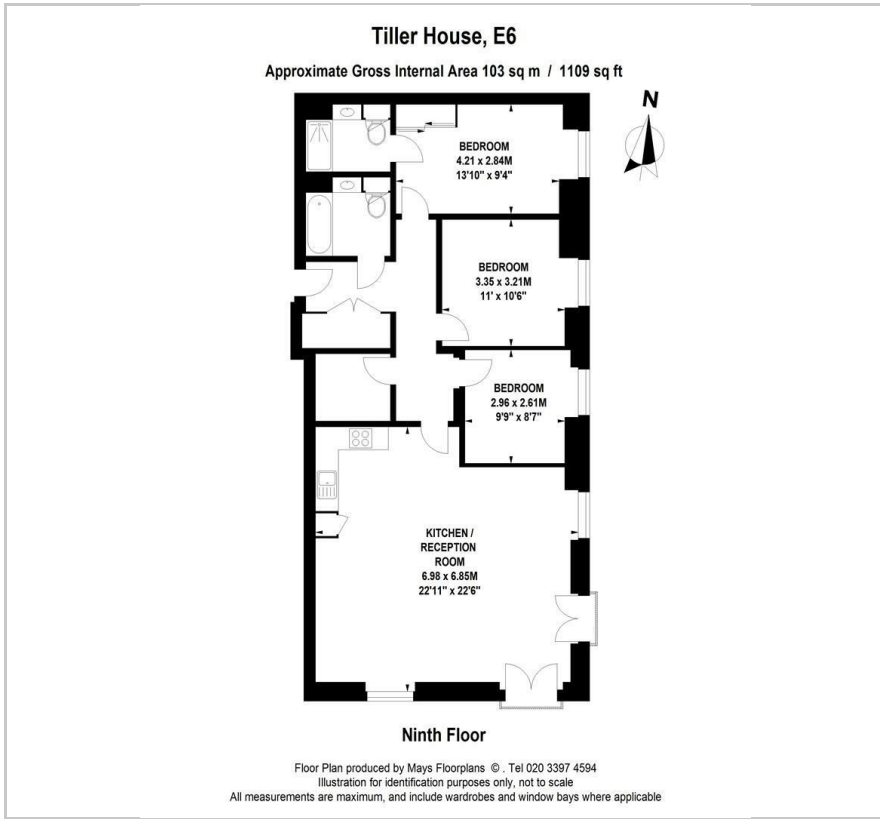 Tiller House, E6
Approximate Gross Internal Area 103 sq m / 1109 sq ft
N
BEDROOM
4.21 x 2.84M
13'10" x 9'4"
BEDROOM
3.35 x 3.21M
11' x 10'6"
BEDROOM
2.96 x 2.61M
9'9" x 8'7"
KITCHEN /
RECEPTION
ROOM
6.98 x 6.85M
22'11" x 22'6"
Ninth Floor
Floor Plan produced by Mays Floorplans © . Tel 020 3397 4594
Illustration for identification purposes only, not to scale
All measurements are maximum, and include wardrobes and window bays where applicable